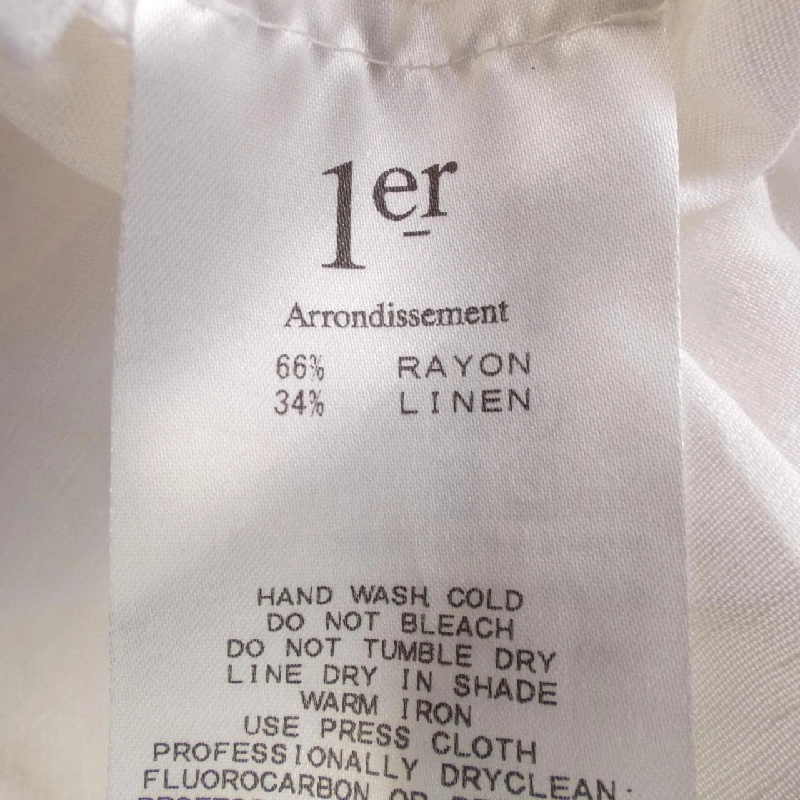 1er
Arrondissement
66% RAYON
34% LINEN
HAND WASH COLD
DO NOT BLEACH
DO NOT TUMBLE DRY
LINE DRY IN SHADE
WARM IRON
USE PRESS CLOTH
PROFESSIONALLY DRYCLEAN.
FLUOROCARBON OR